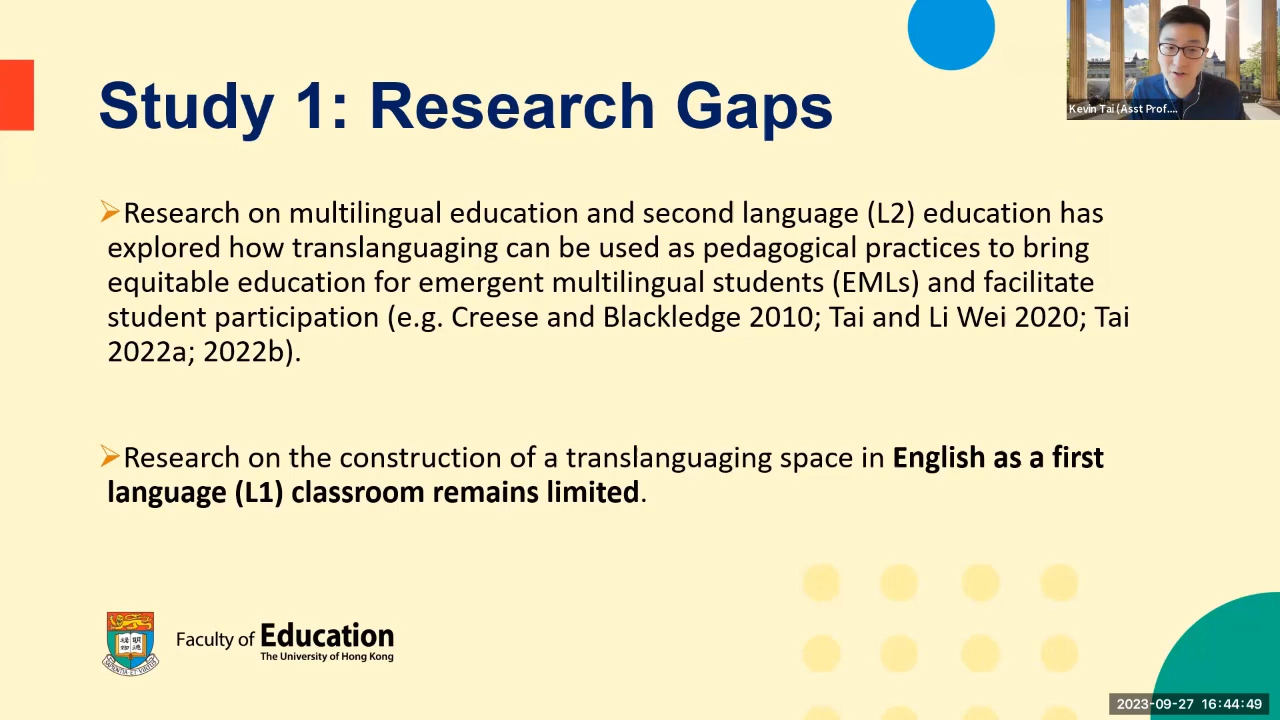 Kevin Tai (Asst Prof....
Study 1: Research Gaps
➢Research on multilingual education and second language (L2) education has
explored how translanguaging can be used as pedagogical practices to bring
equitable education for emergent multilingual students (EMLs) and facilitate
student participation (e.g. Creese and Blackledge 2010; Tai and Li Wei 2020; Tai
2022a; 2022b).
➢Research on the construction of a translanguaging space in English as a first
language (L1) classroom remains limited.
Faculty of Education
The University of Hong Kong
2023-09-27 16:44:49